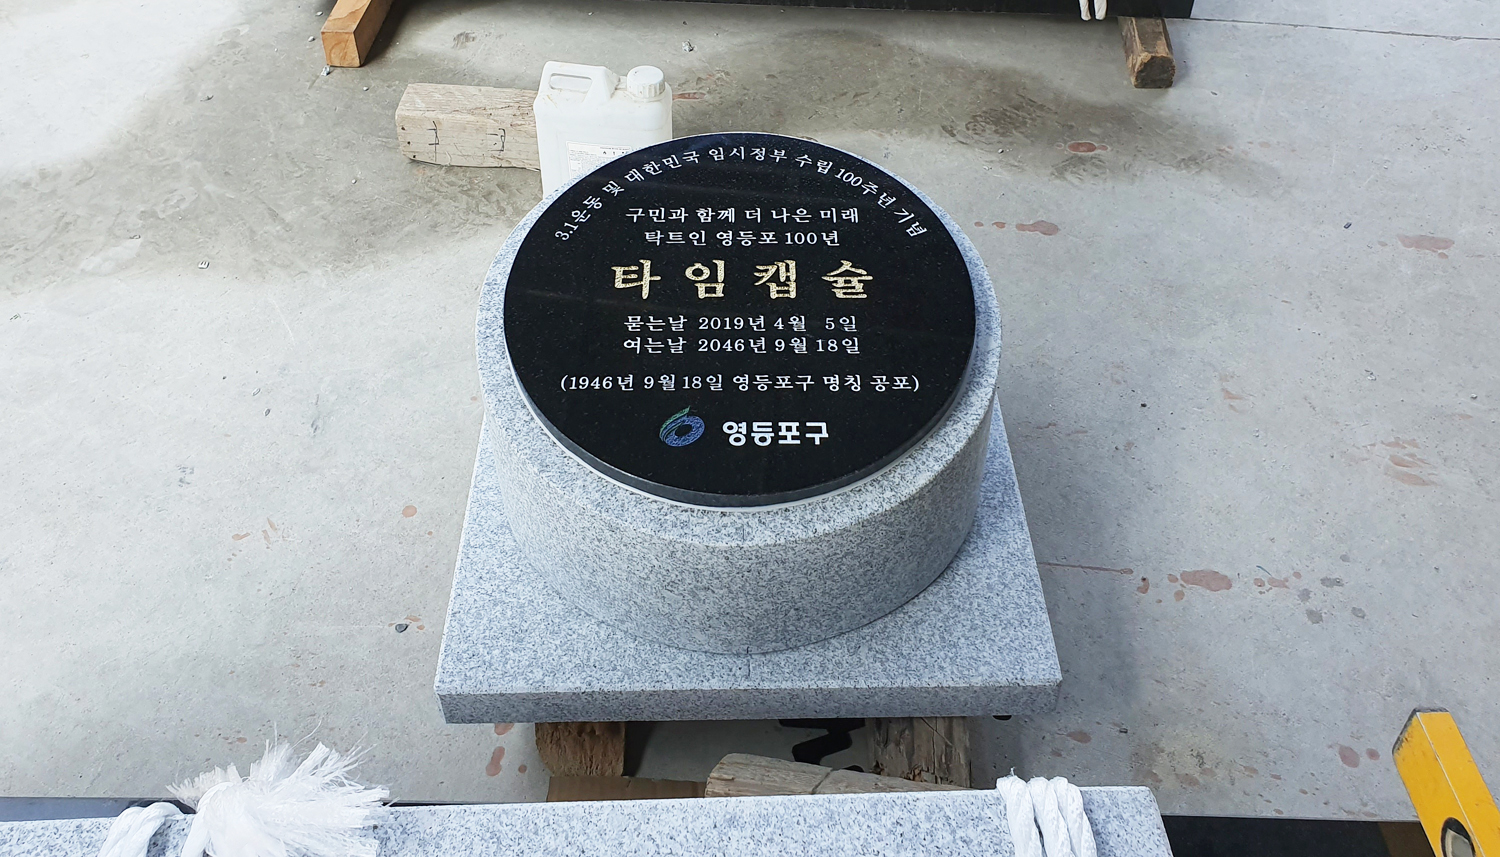 3.1운동 및 대한민국 임시정부 수립 100주년 기념
구민과 함께 더 나은 미래
탁트인 영등포 100년
타임캡슐
묻는날 2019년 4월 5일
여는날 2046년 9월 18일
(1946년 9월 18일 영등포구 명칭 공포)
영등포구